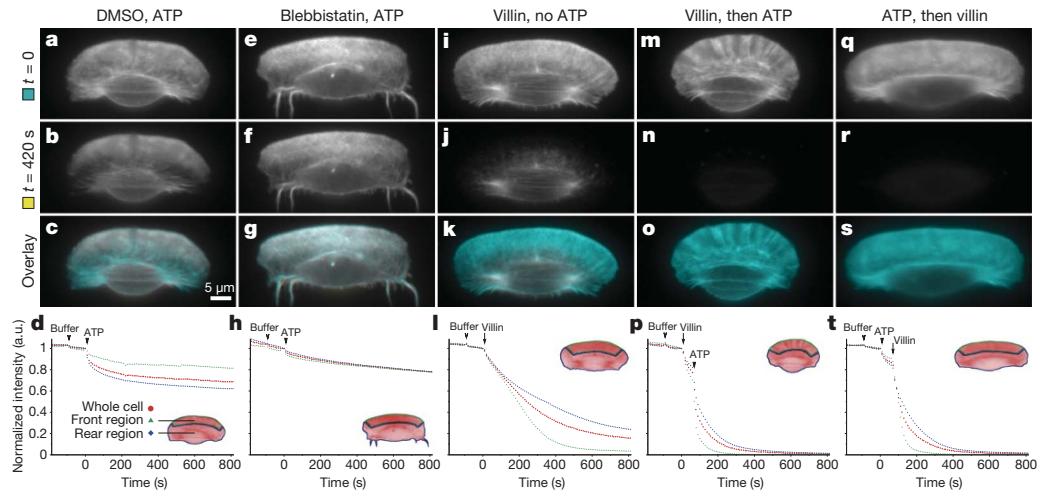 DMSO, ATP
Blebbistatin, ATP
Villin, no ATP
Villin, then ATP
ATP, then villin
t = 0
a
e
i
m
q
t = 420 s
b
f
j
n
r
Overlay
c
g
k
o
s
5 µm
Normalized intensity (a.u.)
d
Buffer
ATP
1
0.8
0.6
0.4
0.2
0
Whole cell
Front region
Rear region
0
200
400
600
800
Time (s)
h
Buffer
ATP
0
200
400
600
800
Time (s)
l
Buffer
Villin
0
200
400
600
800
Time (s)
p
Buffer
Villin
ATP
0
200
400
600
800
Time (s)
t
Buffer
ATP
Villin
0
200
400
600
800
Time (s)